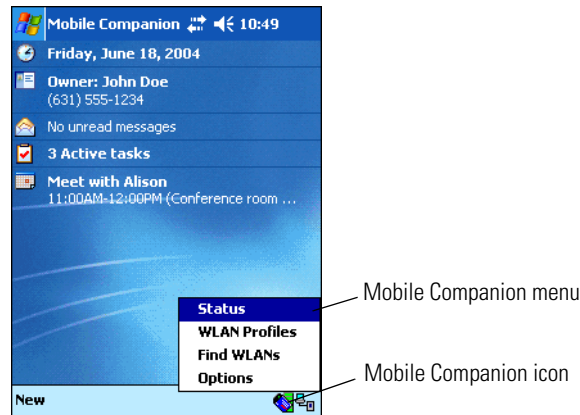 Mobile Companion 10:49
Friday, June 18, 2004
Owner: John Doe
(631) 555-1234
No unread messages
3 Active tasks
Meet with Alison
11:00AM-12:00PM (Conference room ...
Status
WLAN Profiles
Find WLANs
Options
New
Mobile Companion menu
Mobile Companion icon